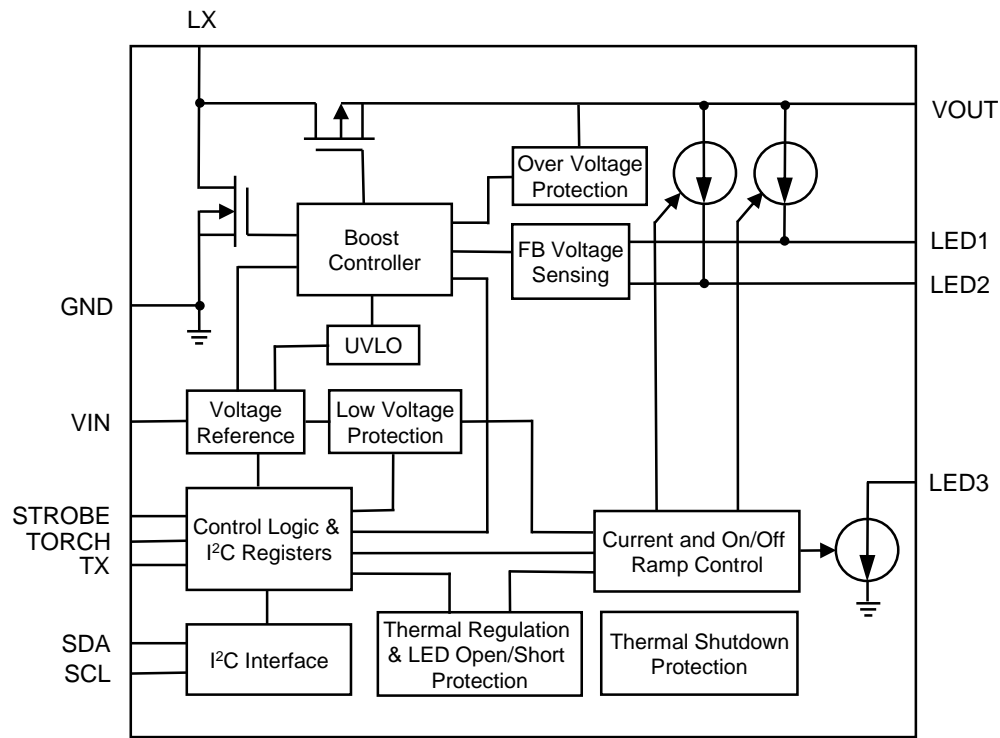 LX
VOUT
Over Voltage
Protection
Boost
Controller
FB Voltage
Sensing
LED1
LED2
GND
UVLO
VIN
Voltage
Reference
Low Voltage
Protection
LED3
STROBE
TORCH
TX
Control Logic &
I²C Registers
Current and On/Off
Ramp Control
SDA
SCL
I²C Interface
Thermal Regulation
& LED Open/Short
Protection
Thermal Shutdown
Protection